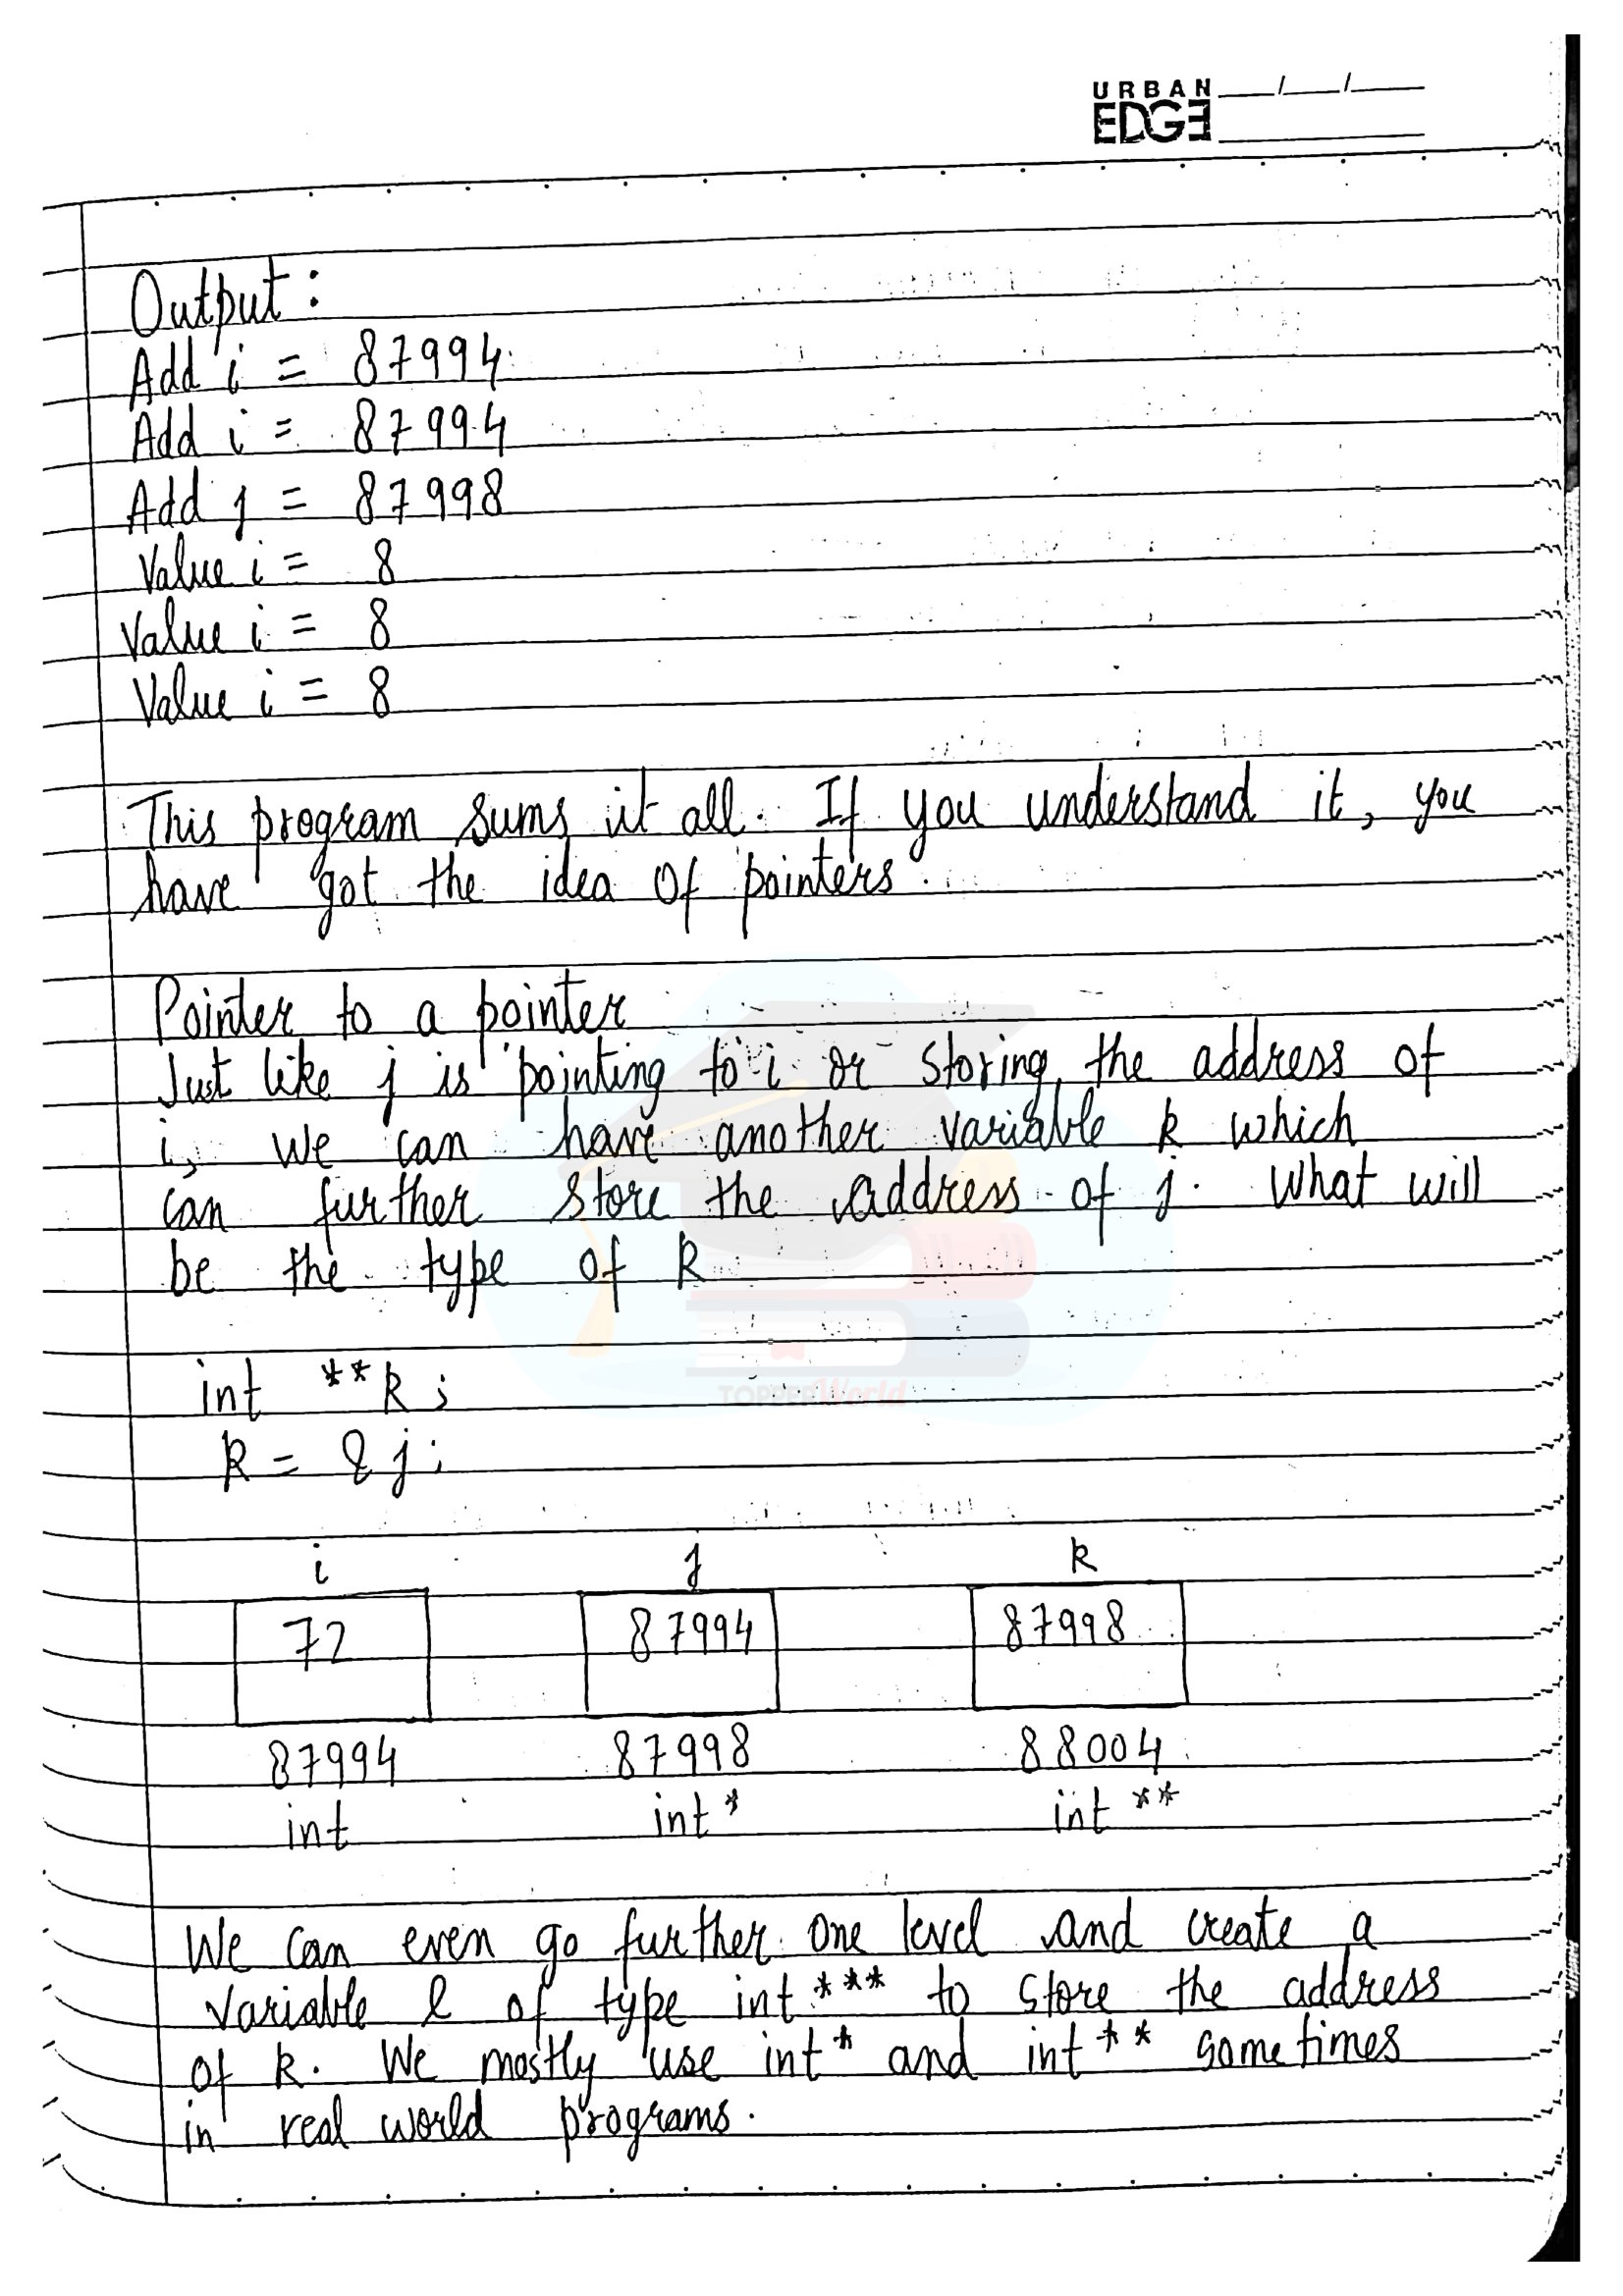 URBAN
EDGE
Output:
Add i = 87994
Add i = 87994
Add j = 87998
Value i = 8
Value i = 8
Value i = 8
This program sums it all. If you understand it, you
have got the idea of pointers.
Pointer to a pointer
Just like j is pointing to i or storing the address of
i, we can have another variable k which
can further store the address of j. What will
be the type of k
int **k;
k = &j;
i j k
72 87994 87998
87994 87998 88004
int int* int**
TOPPERWorld
We can even go further one level and create a
variable l of type int*** to store the address
of k. We mostly use int* and int** sometimes
in real world programs.